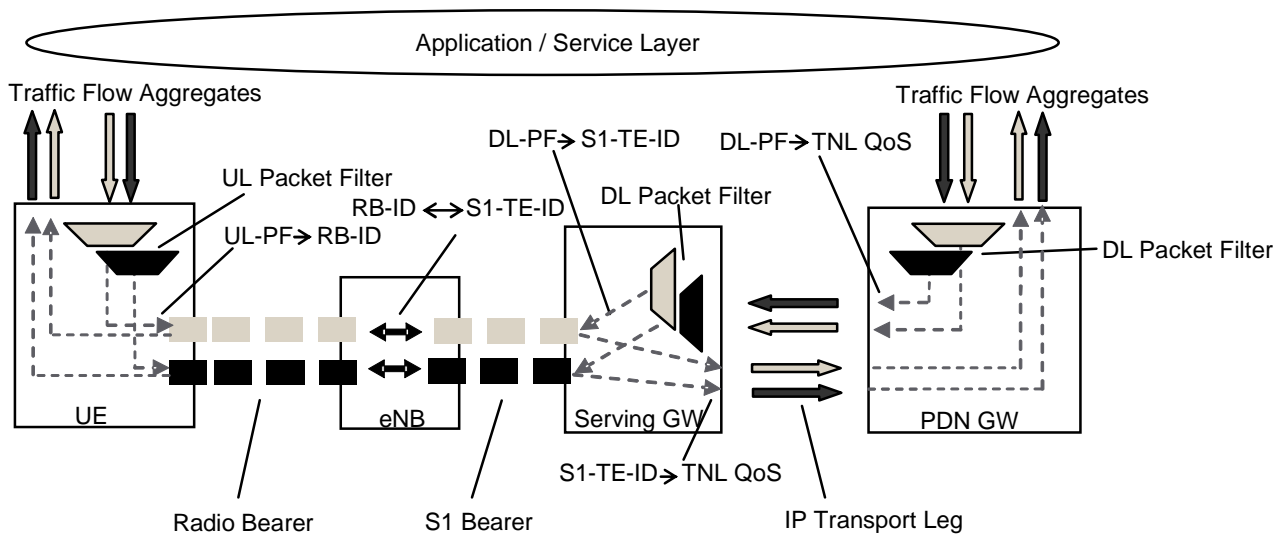 Application / Service Layer
Traffic Flow Aggregates
Traffic Flow Aggregates
DL-PF→S1-TE-ID
DL-PF→TNL QoS
UL Packet Filter
DL Packet Filter
RB-ID ↔ S1-TE-ID
UL-PF→RB-ID
DL Packet Filter
UE
eNB
Serving GW
PDN GW
S1-TE-ID→TNL QoS
Radio Bearer
S1 Bearer
IP Transport Leg